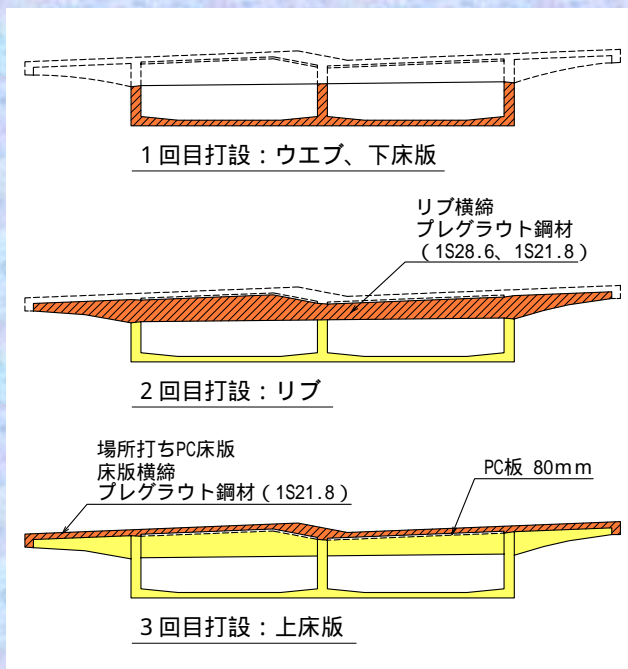 1回目打設：ウエブ、下床版
リブ横締
プレグラウト鋼材
（1S28.6、1S21.8）
2回目打設：リブ
場所打ちPC床版
床版横締
プレグラウト鋼材（1S21.8）
PC板 80mm
3回目打設：上床版